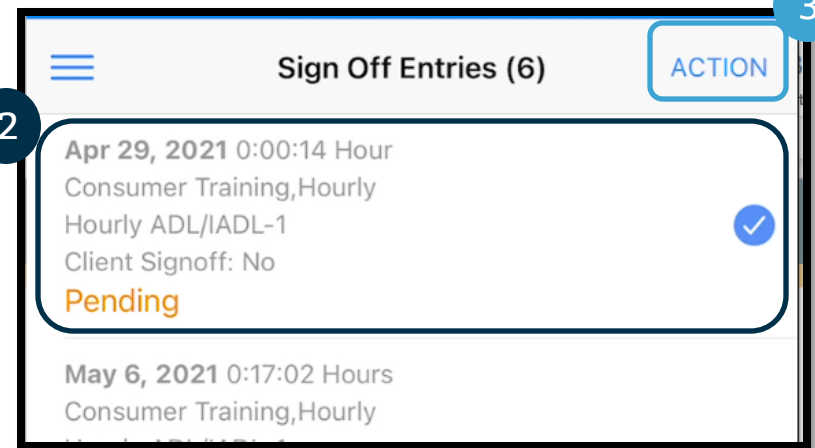 3
Sign Off Entries (6)
ACTION
2
Apr 29, 2021 0:00:14 Hour
Consumer Training,Hourly
Hourly ADL/IADL-1
Client Signoff: No
Pending
May 6, 2021 0:17:02 Hours
Consumer Training,Hourly